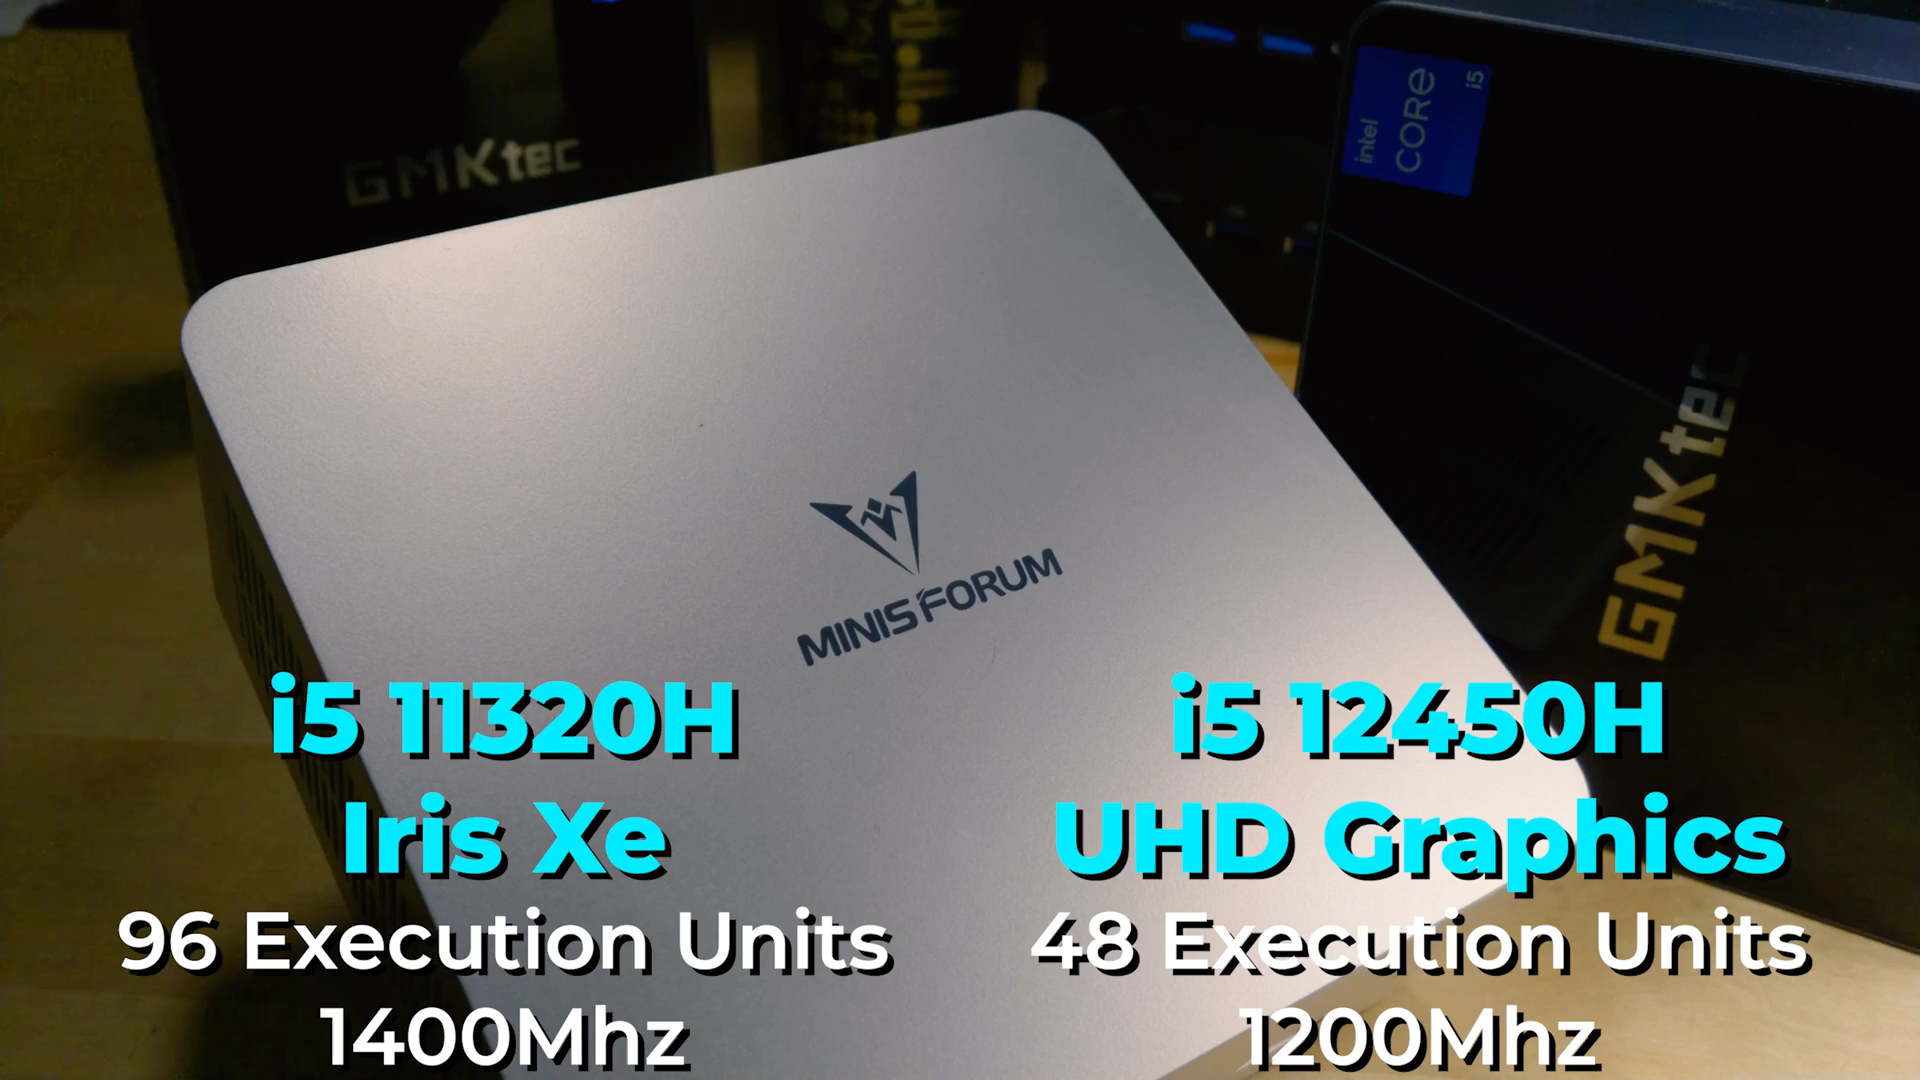 GMKtec
intel
CORe
i5
GMKtec
MINISFORUM
i5 11320H
Iris Xe
96 Execution Units
1400Mhz
i5 12450H
UHD Graphics
48 Execution Units
1200Mhz